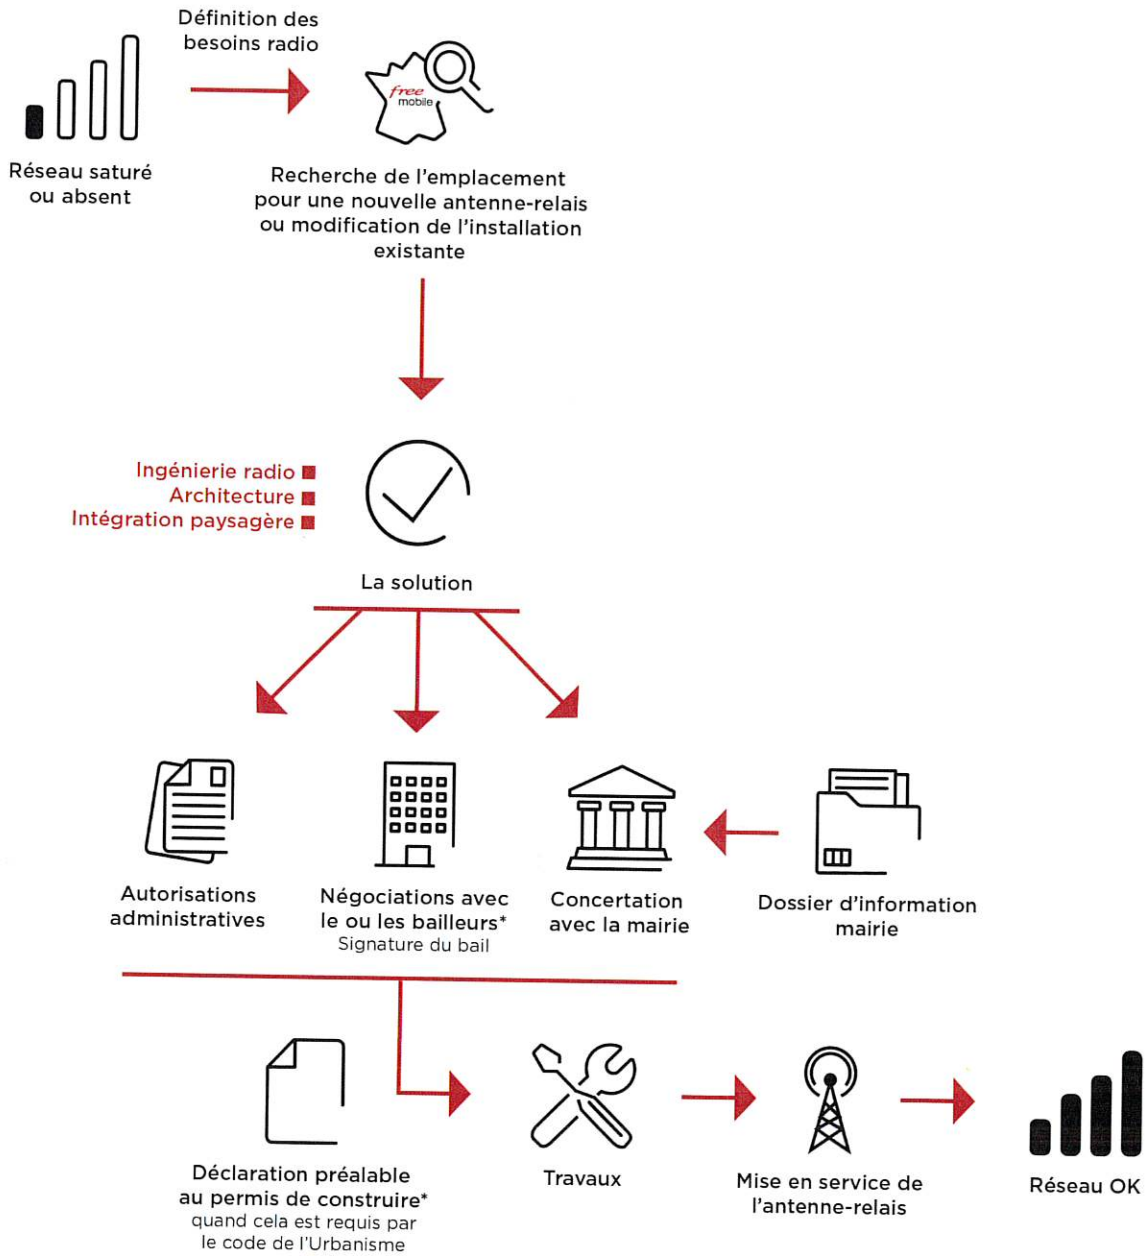 Définition des
besoins radio
free
mobile
Réseau saturé
ou absent
Recherche de l'emplacement
pour une nouvelle antenne-relais
ou modification de l'installation
existante
Ingénierie radio
Architecture
Intégration paysagère
La solution
Autorisations
administratives
Négociations avec
le ou les bailleurs*
Signature du bail
Concertation
avec la mairie
Dossier d'information
mairie
Déclaration préalable
au permis de construire*
quand cela est requis par
le code de l'Urbanisme
Travaux
Mise en service de
l'antenne-relais
Réseau OK